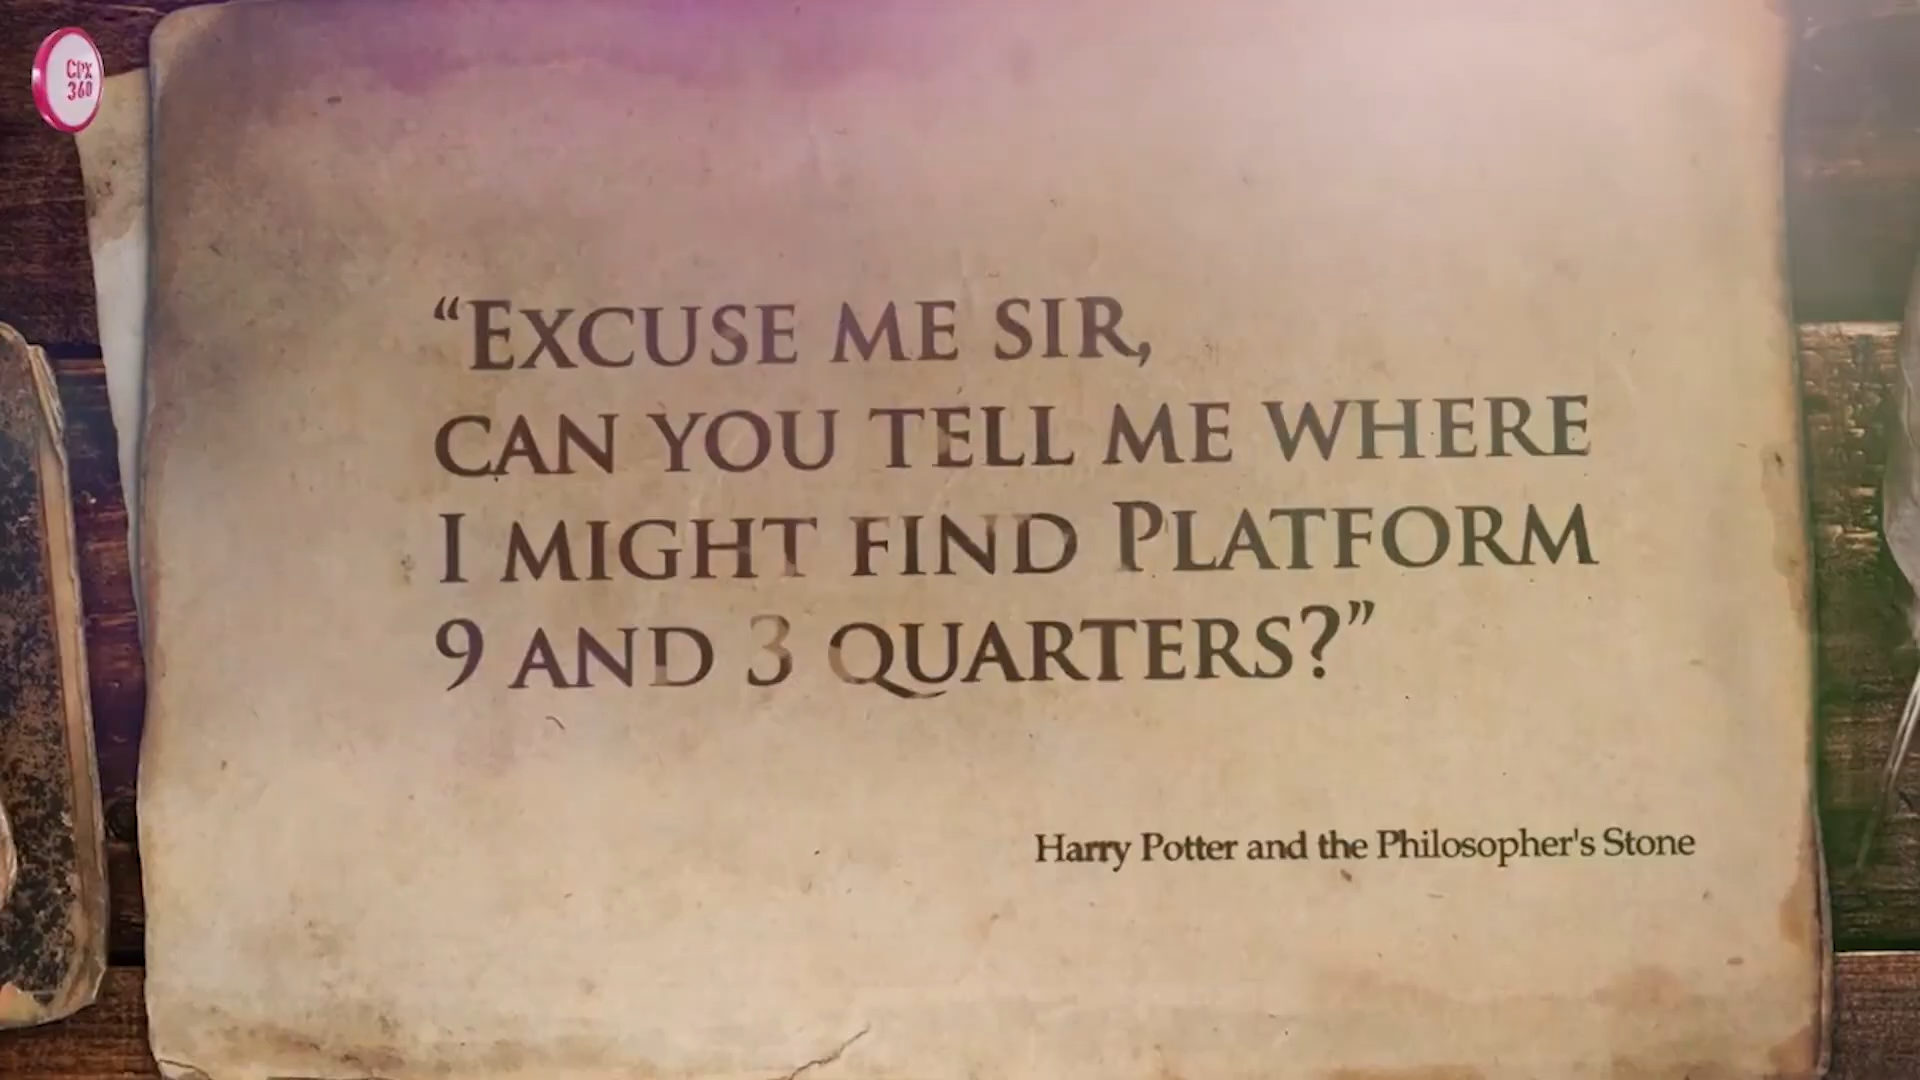 CPX
360
“EXCUSE ME SIR,
CAN YOU TELL ME WHERE
I MIGHT FIND PLATFORM
9 AND 3 QUARTERS?”
Harry Potter and the Philosopher's Stone